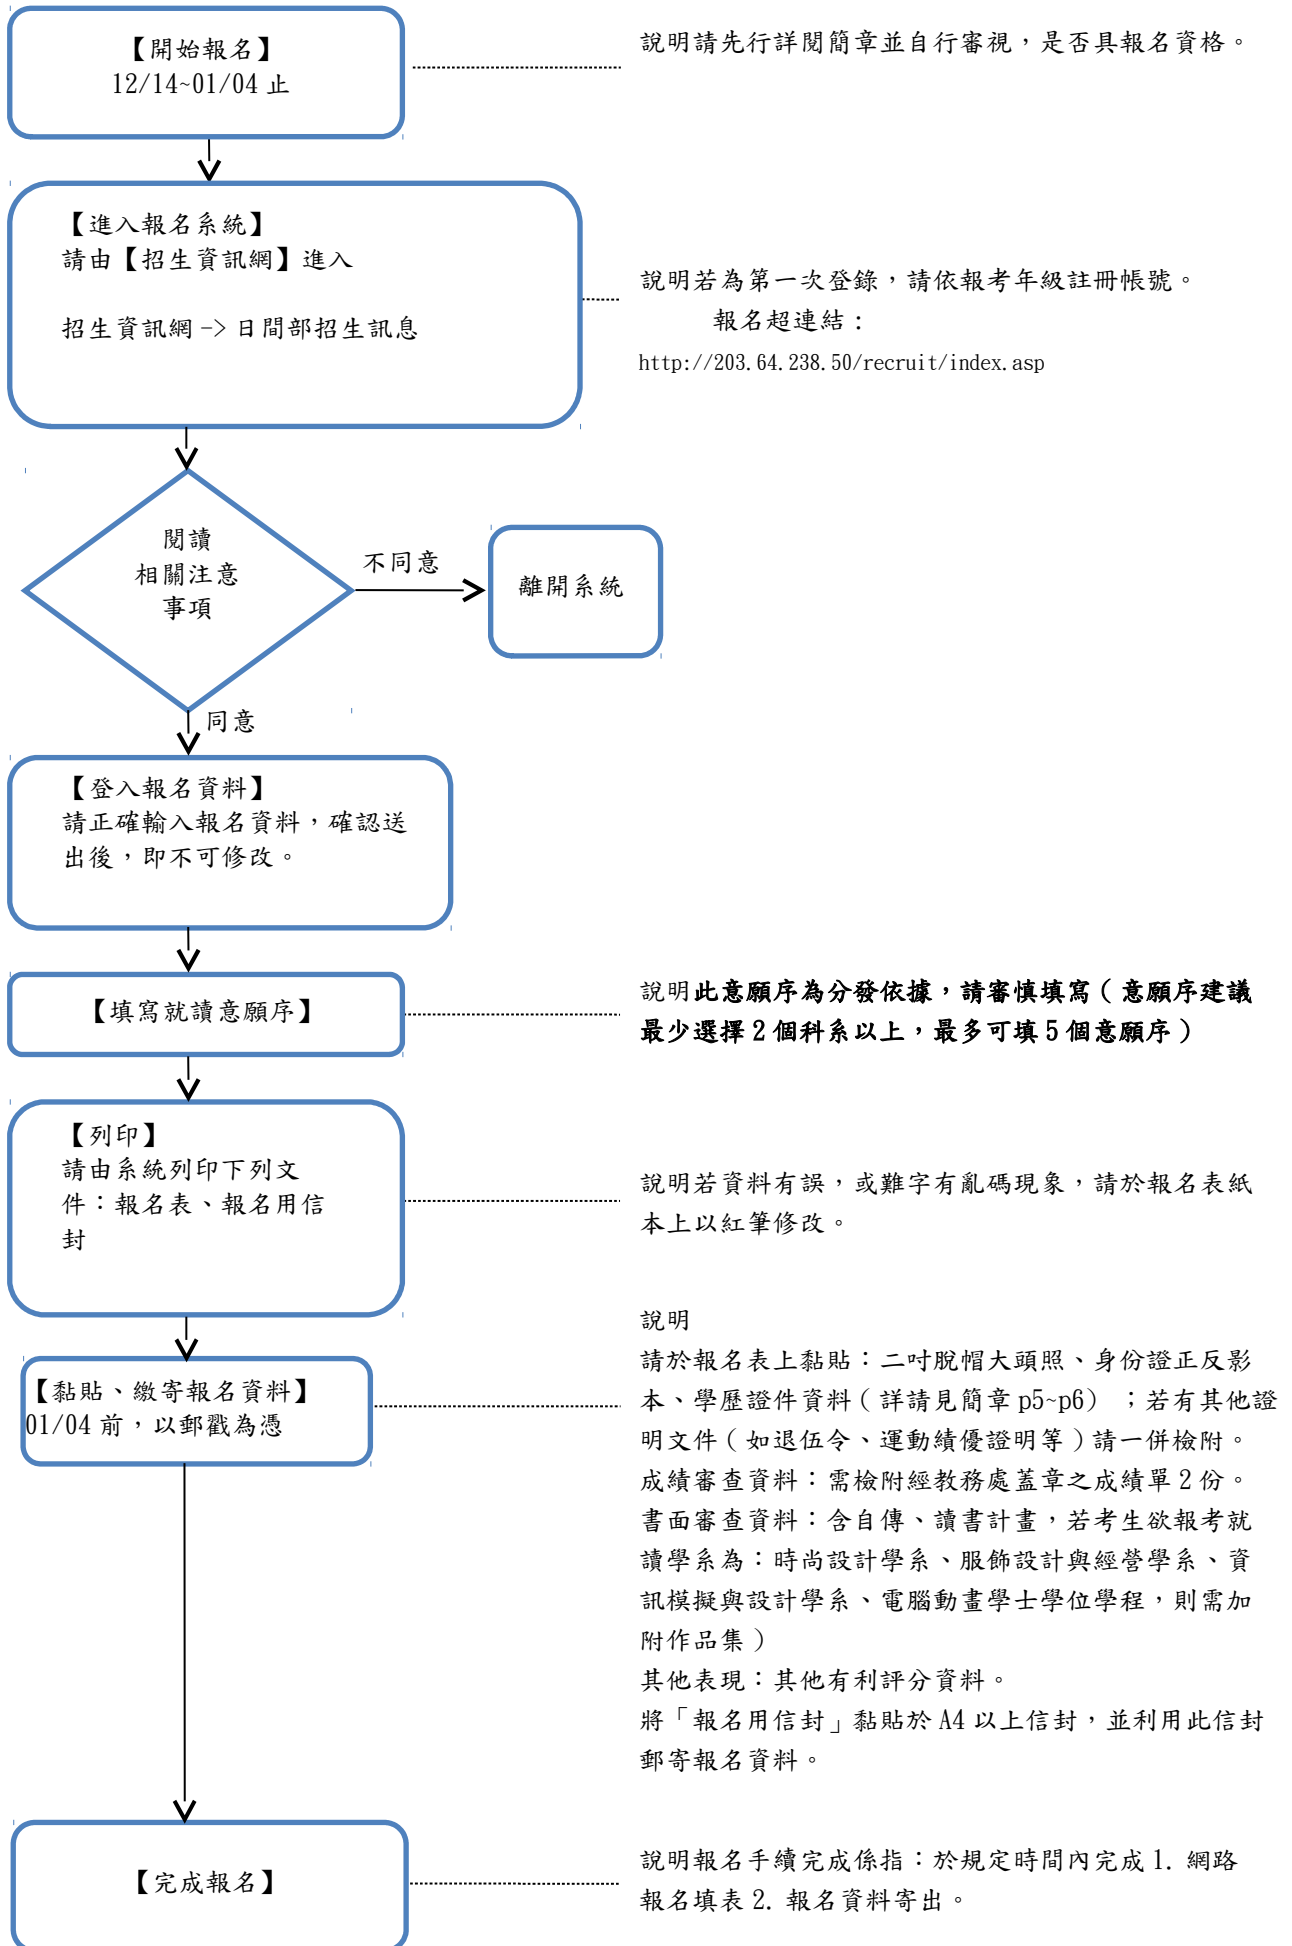 【開始報名】
12/14~01/04 止
說明請先行詳閱簡章並自行審視，是否具報名資格。
【進入報名系統】
請由【招生資訊網】進入
招生資訊網 -> 日間部招生訊息
說明若為第一次登錄，請依報考年級註冊帳號。
報名超連結：
http://203.64.238.50/recruit/index.asp
閱讀
相關注意
事項
不同意
離開系統
同意
【登入報名資料】
請正確輸入報名資料，確認送
出後，即不可修改。
【填寫就讀意願序】
說明此意願序為分發依據，請審慎填寫（意願序建議
最少選擇 2 個科系以上，最多可填 5 個意願序）
【列印】
請由系統列印下列文
件：報名表、報名用信
封
說明若資料有誤，或難字有亂碼現象，請於報名表紙
本上以紅筆修改。
【黏貼、繳寄報名資料】
01/04 前，以郵戳為憑
說明
請於報名表上黏貼：二吋脫帽大頭照、身份證正反影
本、學歷證件資料（詳請見簡章 p5~p6）；若有其他證
明文件（如退伍令、運動績優證明等）請一併檢附。
成績審查資料：需檢附經教務處蓋章之成績單 2 份。
書面審查資料：含自傳、讀書計畫，若考生欲報考就
讀學系為：時尚設計學系、服飾設計與經營學系、資
訊模擬與設計學系、電腦動畫學士學位學程，則需加
附作品集）
其他表現：其他有利評分資料。
將「報名用信封」黏貼於 A4 以上信封，並利用此信封
郵寄報名資料。
【完成報名】
說明報名手續完成係指：於規定時間內完成 1. 網路
報名填表 2. 報名資料寄出。